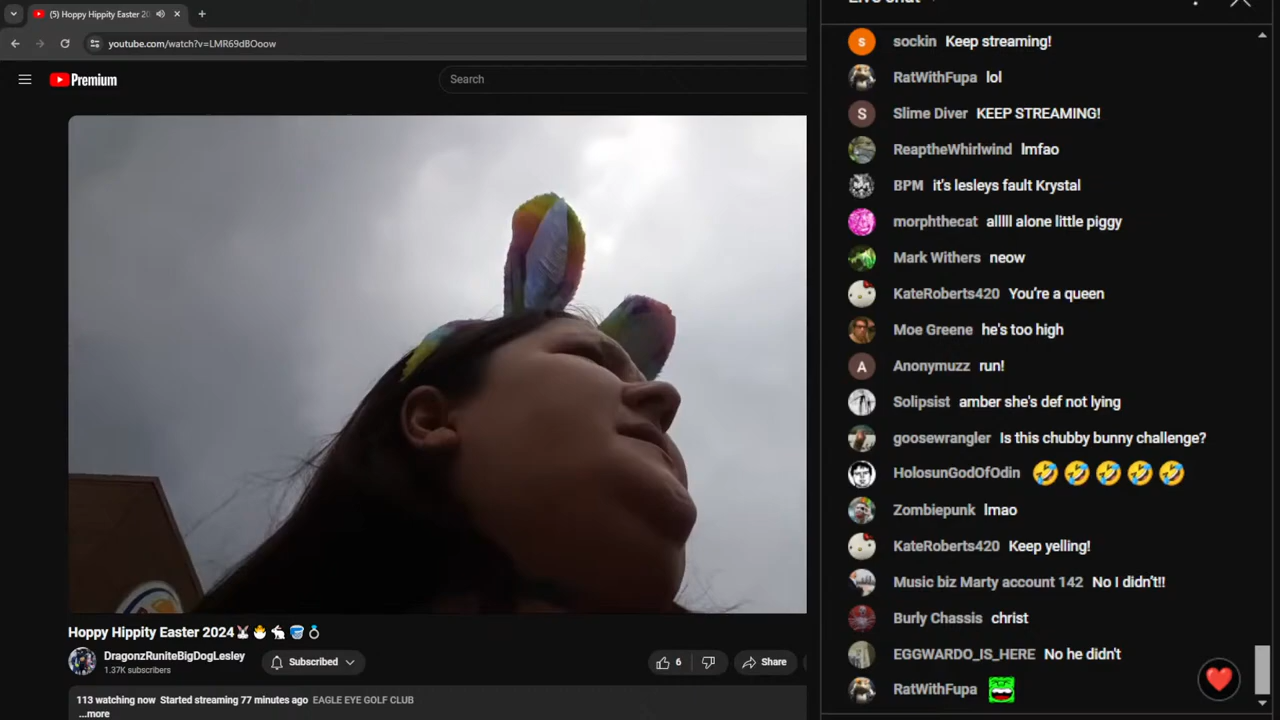 (5) Hoppy Hippity Easter 20
youtube.com/watch?v=LMR69dBOoow
Premium
Search
Hoppy Hippity Easter 2024🐰🐣🐇🪣💍
DragonzRuniteBigDogLesley
1.37K subscribers
Subscribed
6
Share
113 watching now Started streaming 77 minutes ago EAGLE EYE GOLF CLUB
...more
Live chat
s
sockin Keep streaming!
RatWithFupa lol
S
Slime Diver KEEP STREAMING!
ReaptheWhirlwind lmfao
BPM it's lesleys fault Krystal
morphthecat alllll alone little piggy
Mark Withers neow
KateRoberts420 You're a queen
Moe Greene he's too high
A
Anonymuzz run!
Solipsist amber she's def not lying
goosewrangler Is this chubby bunny challenge?
HolosunGodOfOdin 🤣🤣🤣🤣🤣
Zombiepunk lmao
KateRoberts420 Keep yelling!
Music biz Marty account 142 No I didn't!!
Burly Chassis christ
EGGWARDO_IS_HERE No he didn't
RatWithFupa